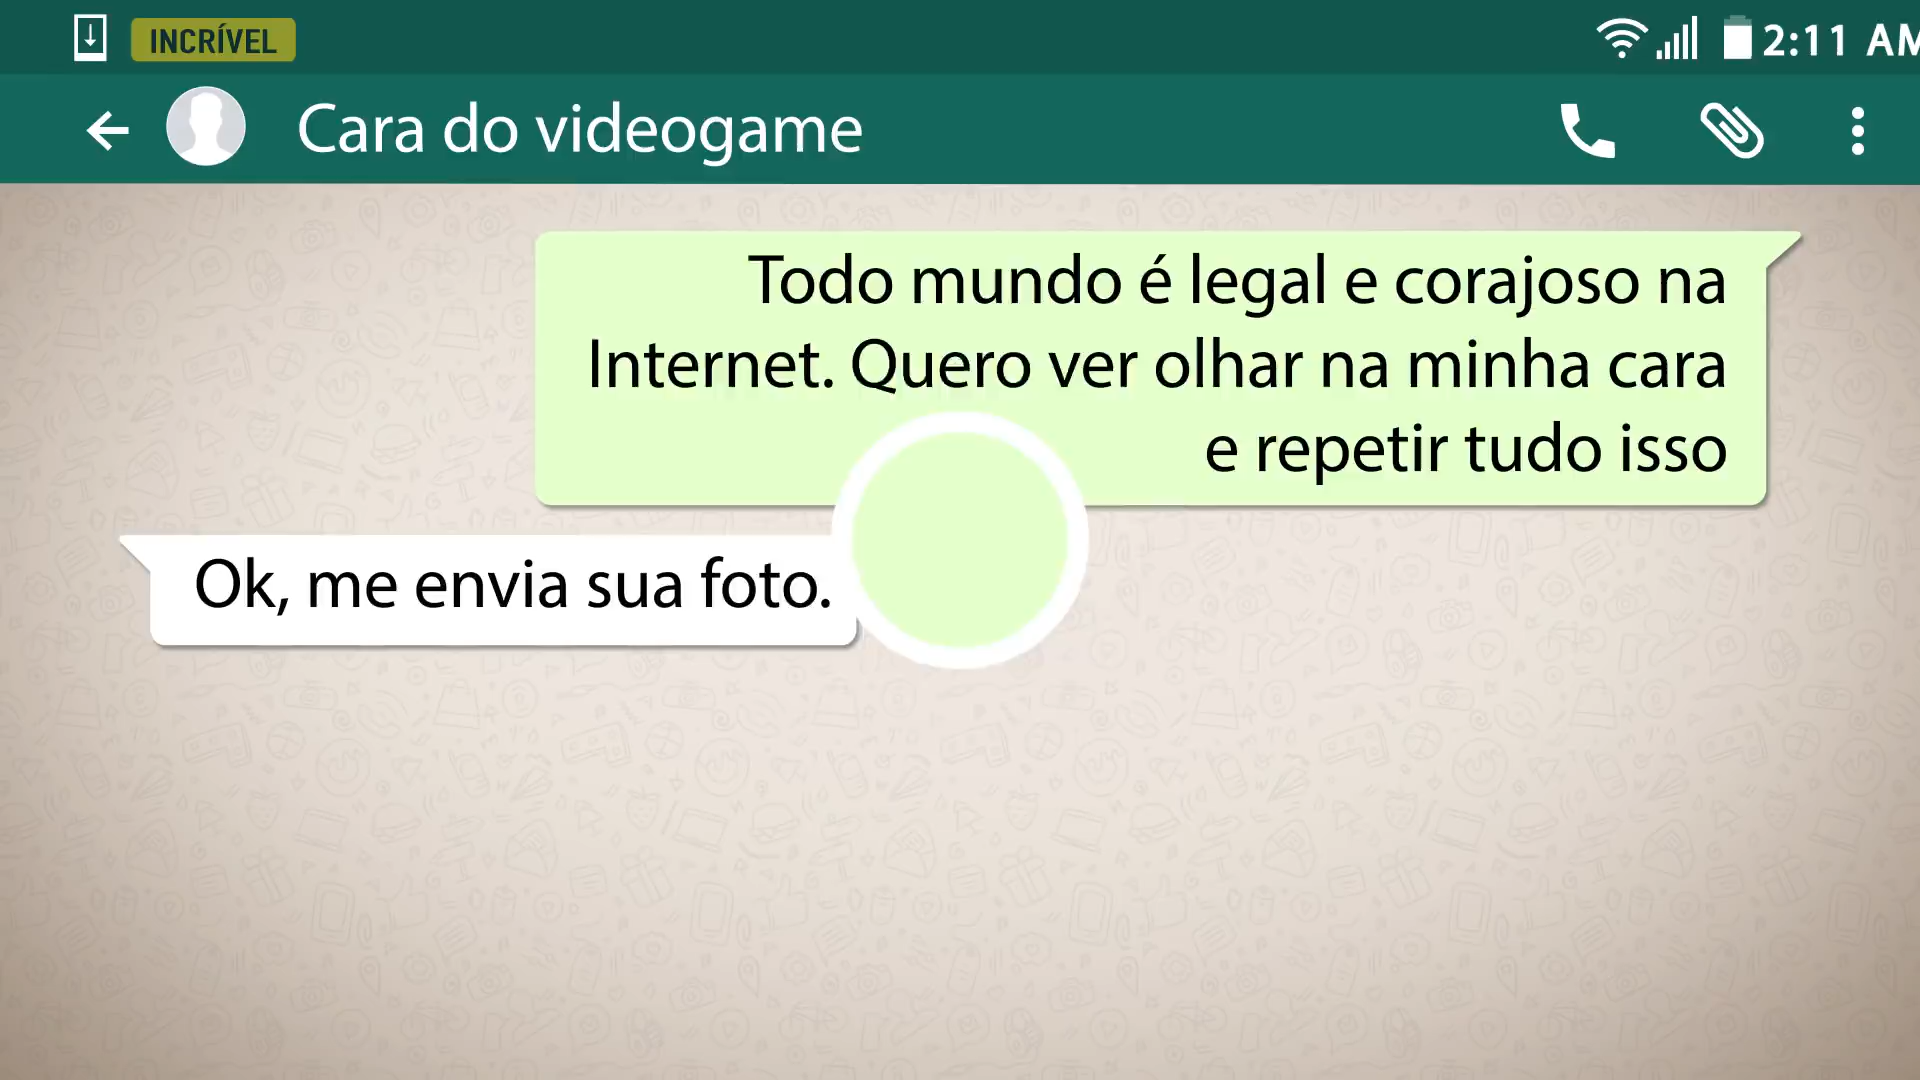 INCRÍVEL
2:11 AM
Cara do videogame
Todo mundo é legal e corajoso na
Internet. Quero ver olhar na minha cara
e repetir tudo isso
Ok, me envia sua foto.